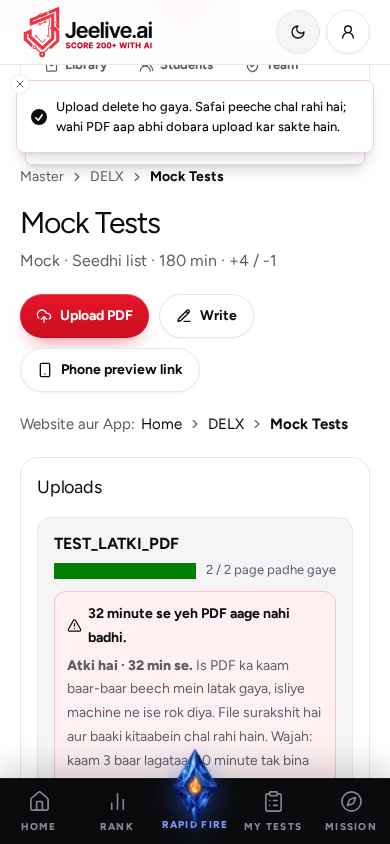 Jeelive.ai
SCORE 200+ WITH AI
Library Students Team
Upload delete ho gaya. Safai peeche chal rahi hai;
wahi PDF aap abhi dobara upload kar sakte hain.
Master > DELX > Mock Tests
Mock Tests
Mock · Seedhi list · 180 min · +4 / -1
Upload PDF
Write
Phone preview link
Website aur App: Home > DELX > Mock Tests
Uploads
TEST_LATKI_PDF
2 / 2 page padhe gaye
32 minute se yeh PDF aage nahi
badhi.
Atki hai · 32 min se. Is PDF ka kaam
baar-baar beech mein latak gaya, isliye
machine ne ise rok diya. File surakshit hai
aur baaki kitaabein chal rahi hain. Wajah:
kaam 3 baar lagataar 0 minute tak bina
HOME RANK RAPID FIRE MY TESTS MISSION